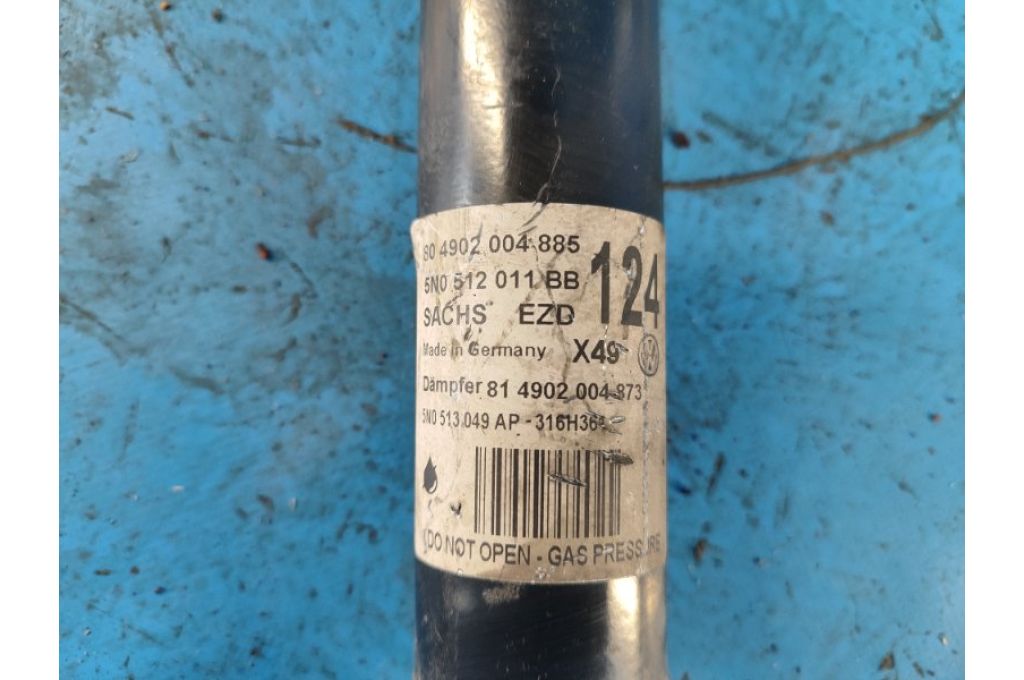 80 4902 004 885
5N0 512 011 BB 124
SACHS EZD
Made in Germany X49
Dämpfer 81 4902 004 873
5N0 513 049 AP
DO NOT OPEN - GAS PRESSURE